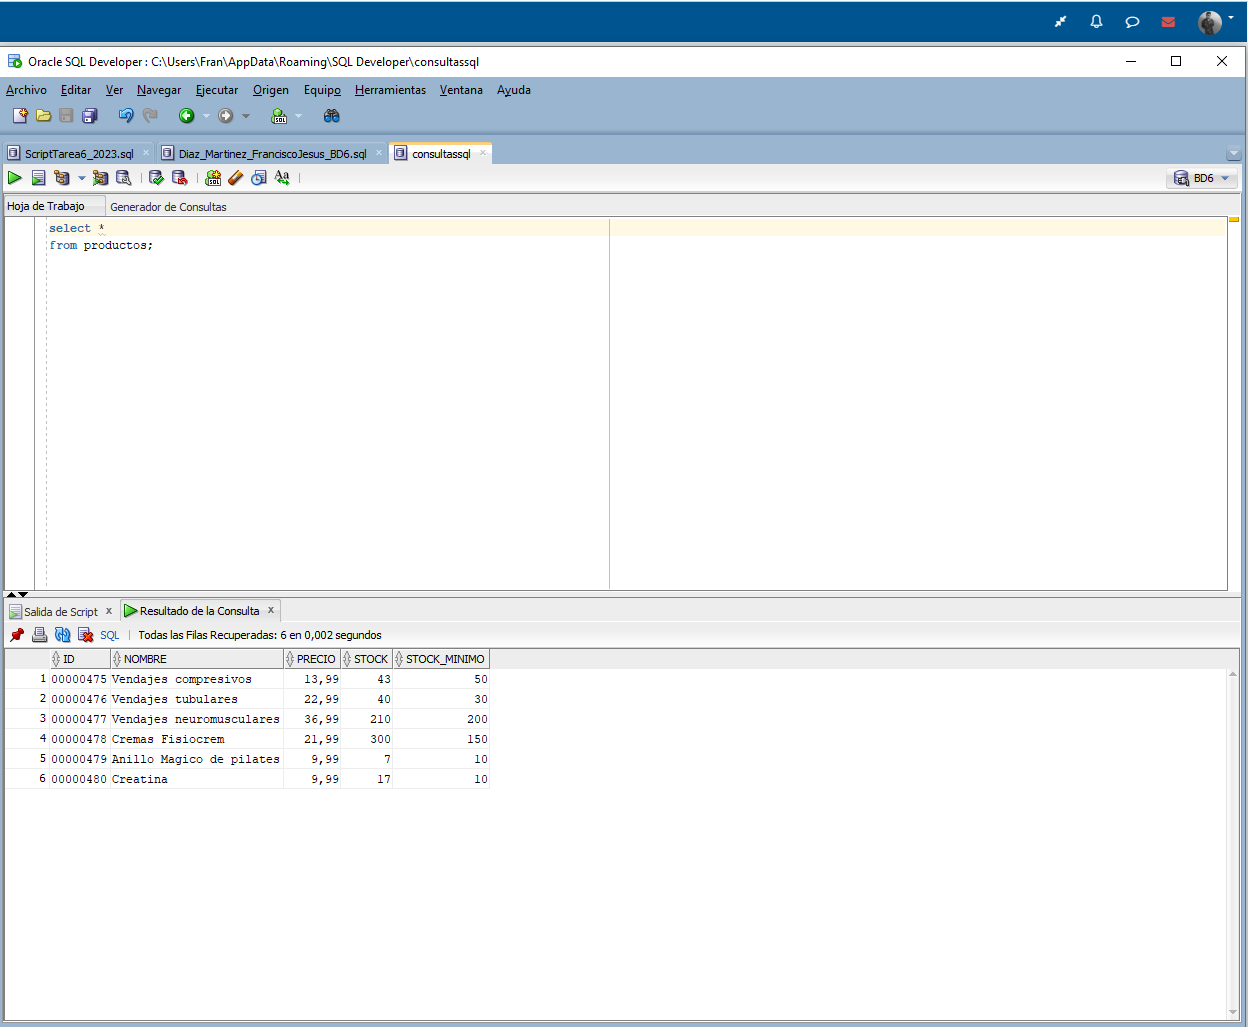 Oracle SQL Developer : C:\Users\Fran\AppData\Roaming\SQL Developer\consultassql
Archivo Editar Ver Navegar Ejecutar Origen Equipo Herramientas Ventana Ayuda
ScriptTarea6_2023.sql Diaz_Martinez_FranciscoJesus_BD6.sql consultassql
BD6
Hoja de Trabajo Generador de Consultas
select *
from productos;
Salida de Script x Resultado de la Consulta x
SQL | Todas las Filas Recuperadas: 6 en 0,002 segundos
ID NOMBRE PRECIO STOCK STOCK_MINIMO
1 00000475 Vendajes compresivos 13,99 43 50
2 00000476 Vendajes tubulares 22,99 40 30
3 00000477 Vendajes neuromusculares 36,99 210 200
4 00000478 Cremas Fisiocrem 21,99 300 150
5 00000479 Anillo Magico de pilates 9,99 7 10
6 00000480 Creatina 9,99 17 10